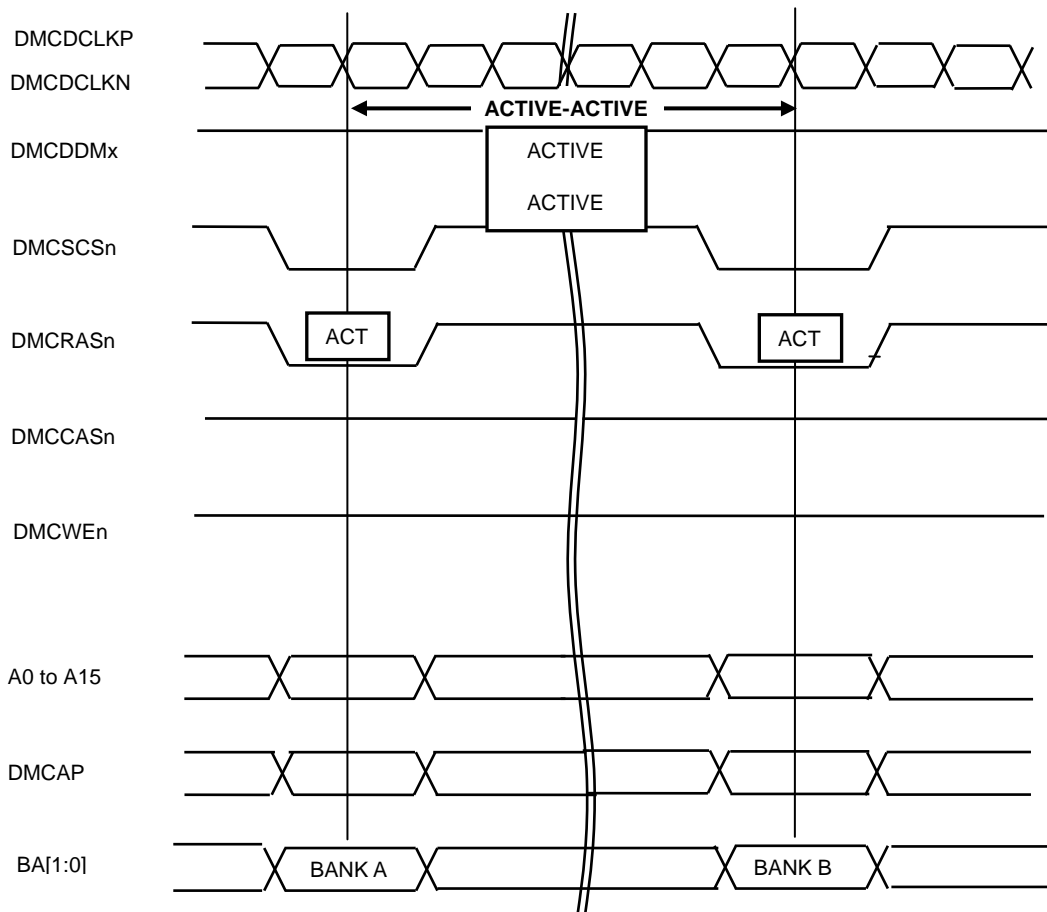 DMCDCLKP
DMCDCLKN
ACTIVE-ACTIVE
DMCDDMx
ACTIVE
ACTIVE
DMCSCSn
DMCRASn
ACT
ACT
DMCCASn
DMCWEn
A0 to A15
DMCAP
BA[1:0]
BANK A
BANK B